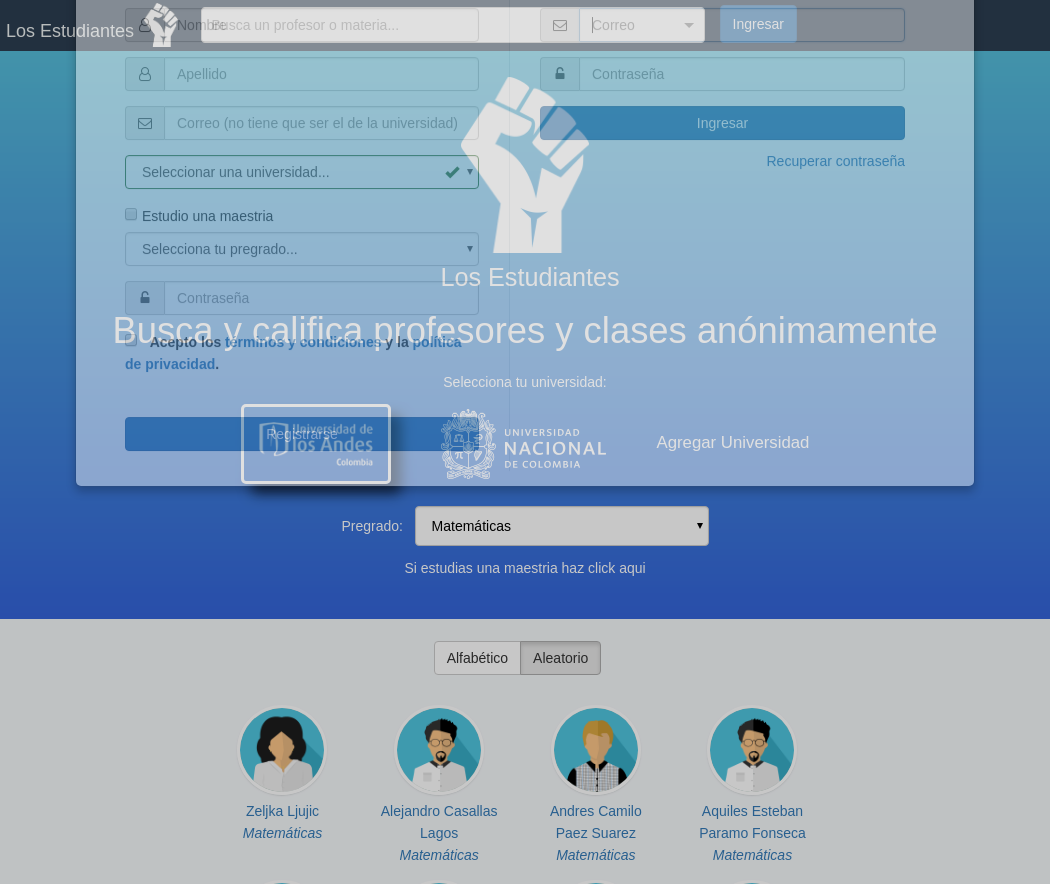 Los Estudiantes
Nombre
Busca un profesor o materia...
Correo
Ingresar
Apellido
Contraseña
Correo (no tiene que ser el de la universidad)
Ingresar
Seleccionar una universidad...
Recuperar contraseña
Estudio una maestria
Selecciona tu pregrado...
Contraseña
Los Estudiantes
Busca y califica profesores y clases anónimamente
Acepto los términos y condiciones y la política
de privacidad.
Selecciona tu universidad:
Registrarse
Universidad de
los Andes
Colombia
UNIVERSIDAD
NACIONAL
DE COLOMBIA
Agregar Universidad
Pregrado:
Matemáticas
Si estudias una maestria haz click aqui
Alfabético
Aleatorio
Zeljka Ljujic
Matemáticas
Alejandro Casallas
Lagos
Matemáticas
Andres Camilo
Paez Suarez
Matemáticas
Aquiles Esteban
Paramo Fonseca
Matemáticas